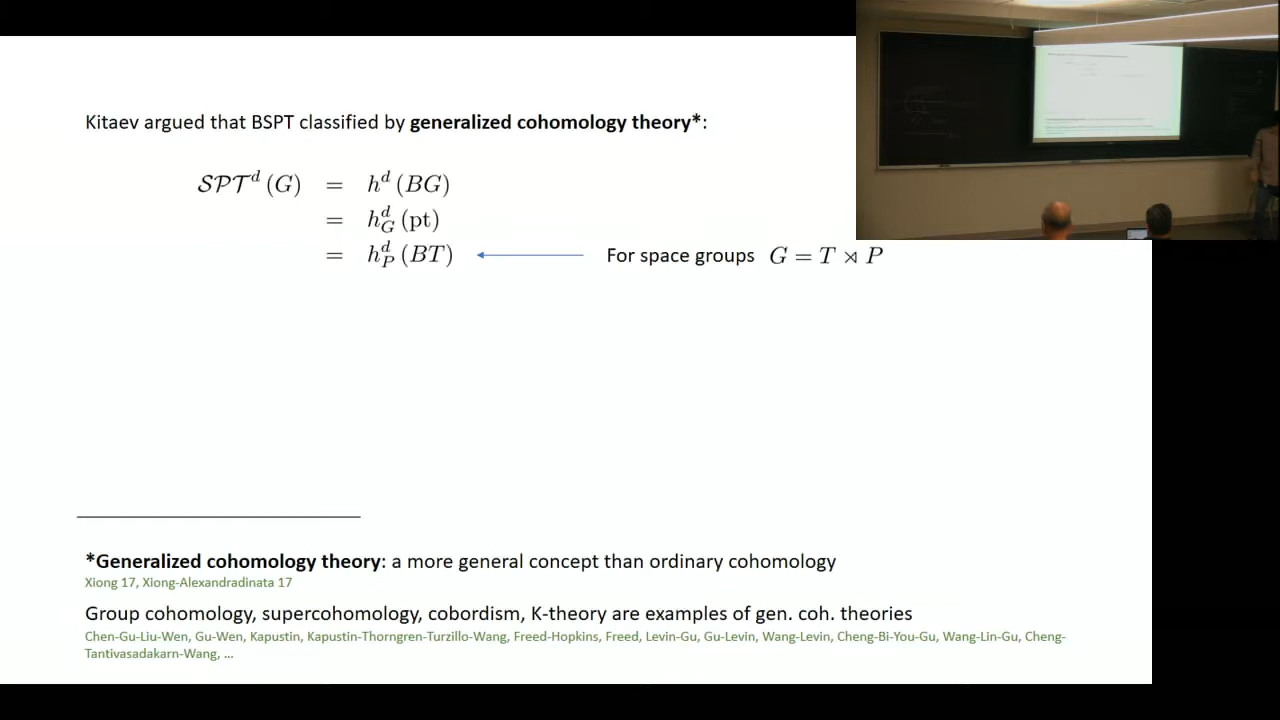 Kitaev argued that BSPT classified by generalized cohomology theory*:
𝒮𝒫𝒯^d (G) = h^d (BG)
= h^d_G (pt)
= h^d_P (BT)
For space groups G = T ⋊ P
*Generalized cohomology theory: a more general concept than ordinary cohomology
Xiong 17, Xiong-Alexandradinata 17
Group cohomology, supercohomology, cobordism, K-theory are examples of gen. coh. theories
Chen-Gu-Liu-Wen, Gu-Wen, Kapustin, Kapustin-Thorngren-Turzillo-Wang, Freed-Hopkins, Freed, Levin-Gu, Gu-Levin, Wang-Levin, Cheng-Bi-You-Gu, Wang-Lin-Gu, Cheng-
Tantivasadakarn-Wang, ...